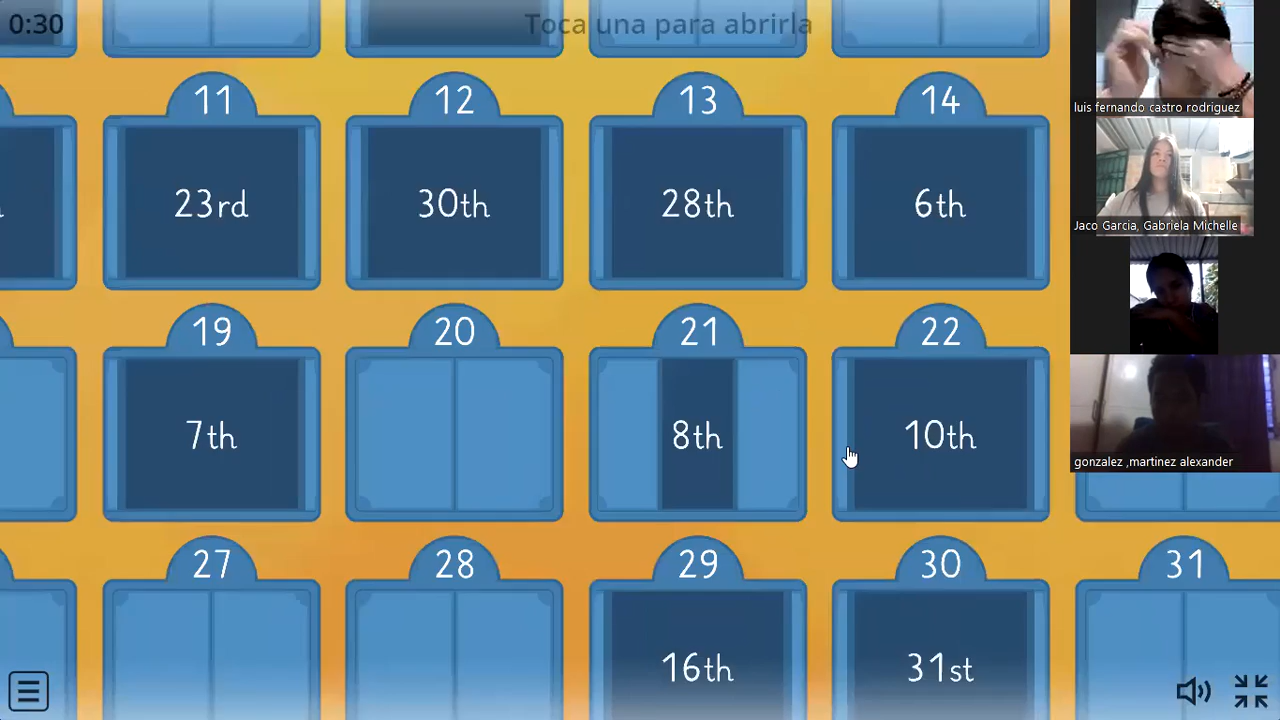 0:30
Toca una para abrirla
11
12
13
14
23rd
30th
28th
6th
19
20
21
22
7th
8th
10th
27
28
29
30
31
16th
31st
luis fernando castro rodriguez
Jaco Garcia, Gabriela Michelle
gonzalez ,martinez alexander